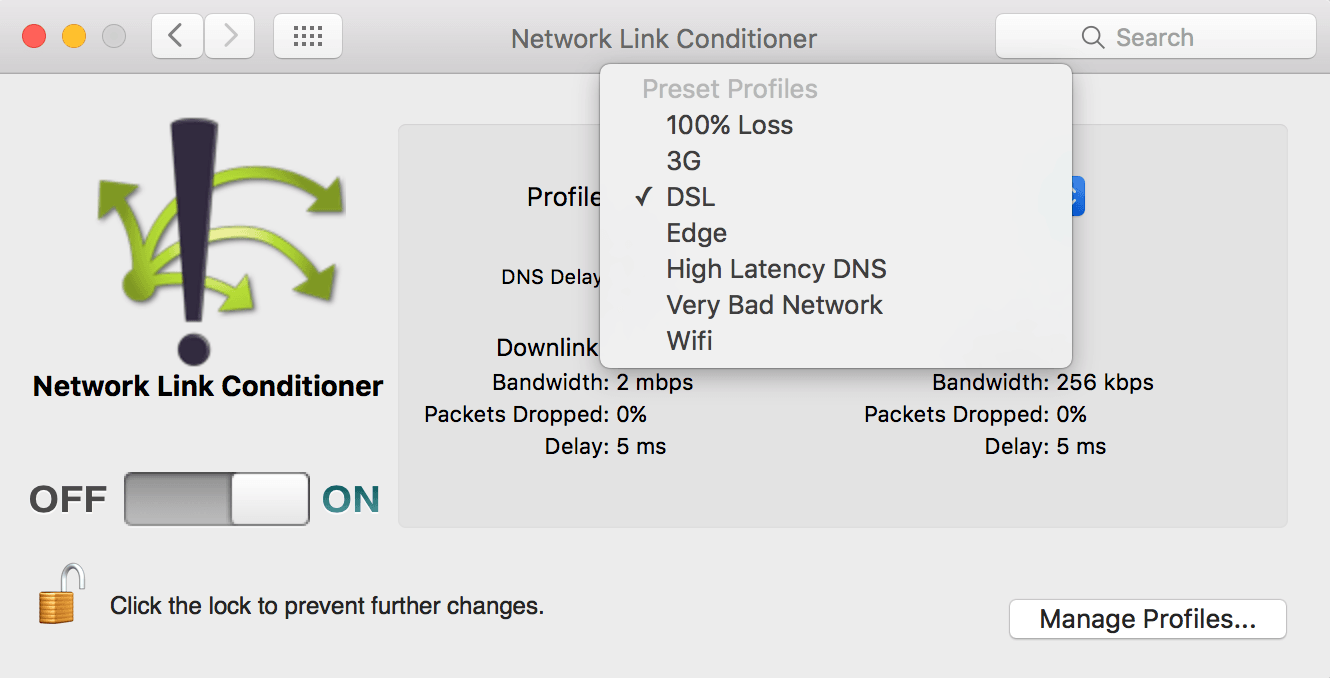 Network Link Conditioner
Search
Preset Profiles
100% Loss
3G
Profile
✓ DSL
Edge
DNS Delay
High Latency DNS
Very Bad Network
Downlink
Wifi
Network Link Conditioner
Bandwidth: 2 mbps
Bandwidth: 256 kbps
Packets Dropped: 0%
Packets Dropped: 0%
Delay: 5 ms
Delay: 5 ms
OFF ON
Click the lock to prevent further changes.
Manage Profiles...